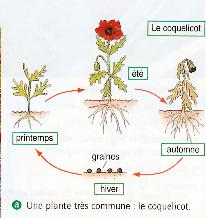 Le coquelicot
été
printemps
automne
graines
hiver
a Une plante très commune : le coquelicot.